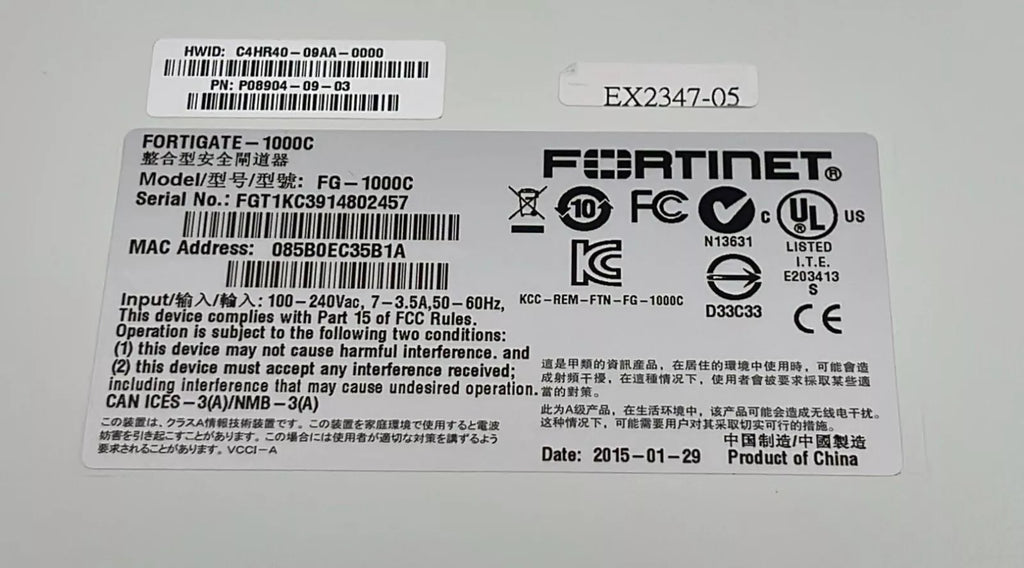 HWID: C4HR40-09AA-0000
PN: P08904-09-03
EX2347-05
FORTIGATE-1000C
整合型安全閘道器
Model/型号/型號: FG-1000C
Serial No.: FGT1KC3914802457
MAC Address: 085B0EC35B1A
Input/输入/輸入: 100-240Vac, 7-3.5A,50-60Hz,
This device complies with Part 15 of FCC Rules.
Operation is subject to the following two conditions:
(1) this device may not cause harmful interference. and
(2) this device must accept any interference received;
including interference that may cause undesired operation.
CAN ICES-3(A)/NMB-3(A)
この装置は、クラスA情報技術装置です。この装置を家庭環境で使用すると電波
妨害を引き起こすことがあります。この場合には使用者が適切な対策を講ずるよう
要求されることがあります。VCCI-A
FORTINET®
10
FC
N13631
C UL US
LISTED
I.T.E.
E203413
S
KC
KCC-REM-FTN-FG-1000C
D33C33
CE
這是甲類的資訊産品，在居住的環境中使用時，可能會造
成射頻干擾，在這種情況下，使用者會被要求採取某些適
當的對策。
此为A级产品，在生活环境中，该产品可能会造成无线电干扰。
这种情况下，可能需要用户对其采取切实可行的措施。
中国制造/中國製造
Date: 2015-01-29 Product of China